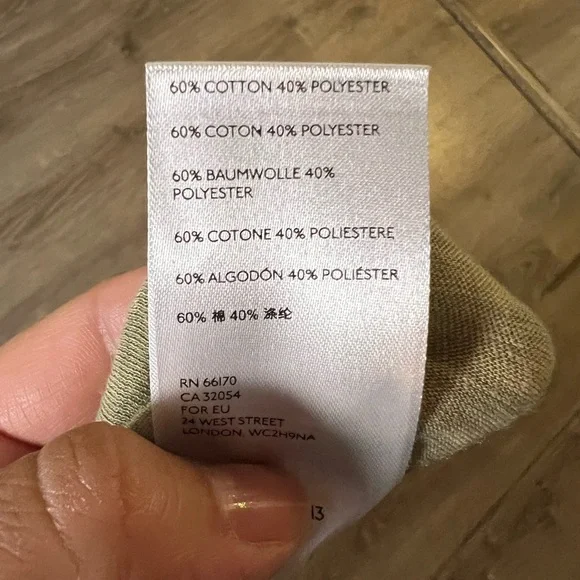 60% COTTON 40% POLYESTER
60% COTON 40% POLYESTER
60% BAUMWOLLE 40%
POLYESTER
60% COTONE 40% POLIESTERE
60% ALGODÓN 40% POLIÉSTER
60% 棉 40% 涤纶
RN 66170
CA 32054
FOR EU
24 WEST STREET
LONDON, WC2H9NA
13